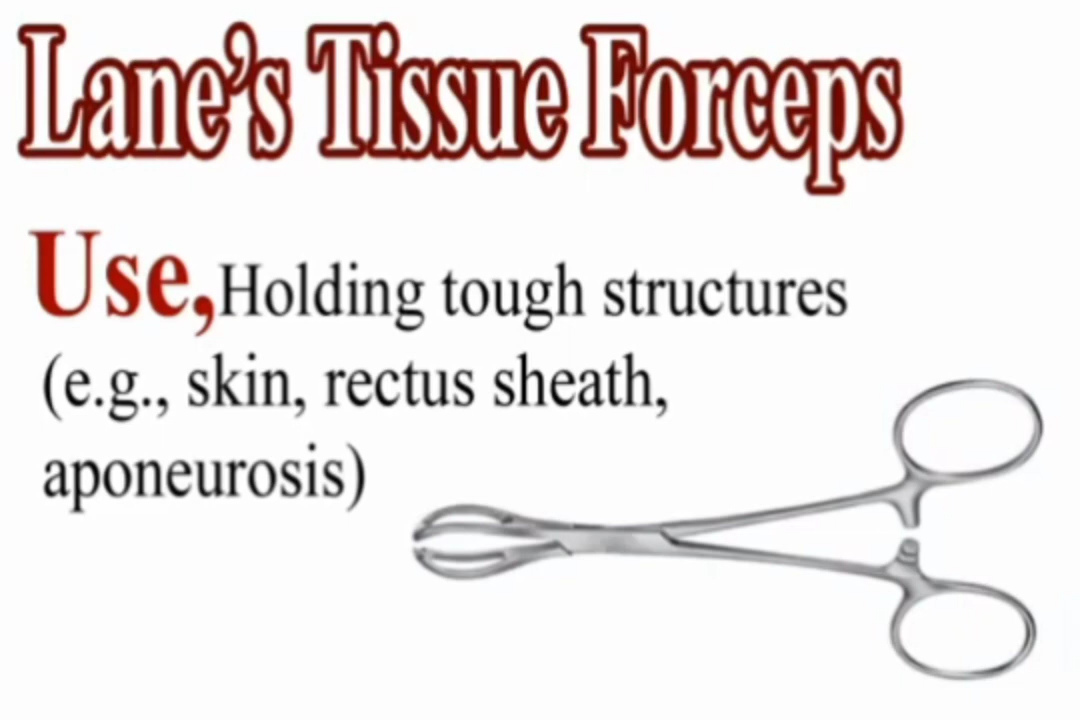 Lane's Tissue Forceps
Use,Holding tough structures
(e.g., skin, rectus sheath,
aponeurosis)